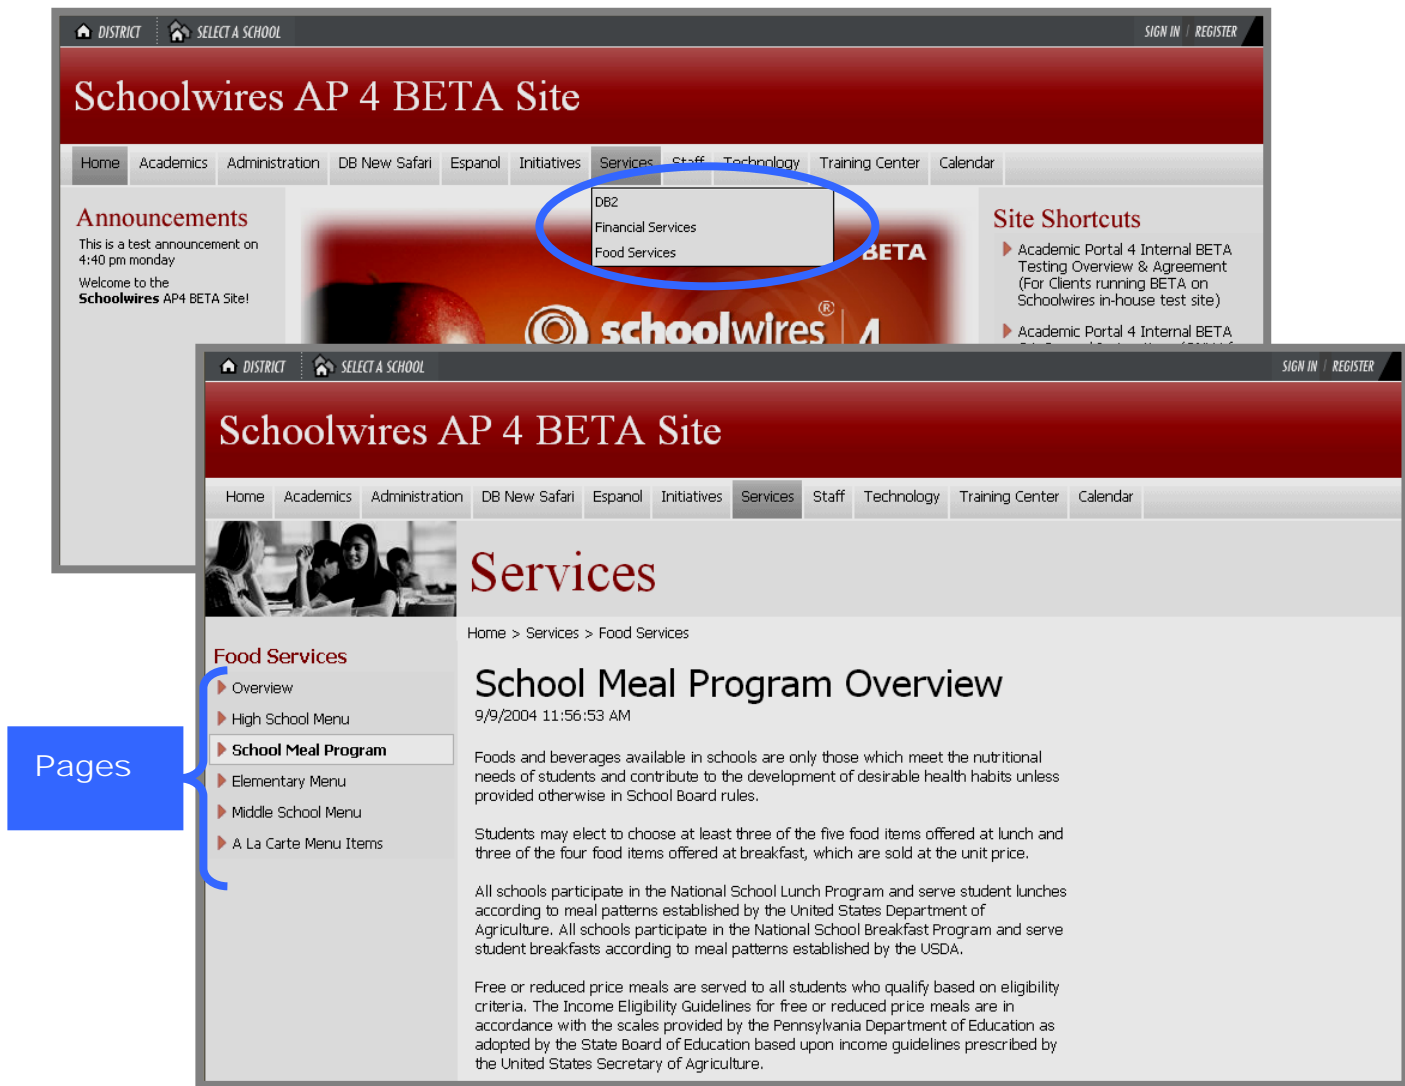 DISTRICT SELECT A SCHOOL SIGN IN / REGISTER
Schoolwires AP 4 BETA Site
Home Academics Administration DB New Safari Espanol Initiatives Services Staff Technology Training Center Calendar
DB2
Financial Services
Food Services
Announcements
This is a test announcement on
4:40 pm monday
Welcome to the
Schoolwires AP4 BETA Site!
BETA
schoolwires® 4
Site Shortcuts
Academic Portal 4 Internal BETA
Testing Overview & Agreement
(For Clients running BETA on
Schoolwires in-house test site)
Academic Portal 4 Internal BETA
DISTRICT SELECT A SCHOOL SIGN IN / REGISTER
Schoolwires AP 4 BETA Site
Home Academics Administration DB New Safari Espanol Initiatives Services Staff Technology Training Center Calendar
Services
Home > Services > Food Services
Pages
Food Services
Overview
High School Menu
School Meal Program
Elementary Menu
Middle School Menu
A La Carte Menu Items
School Meal Program Overview
9/9/2004 11:56:53 AM
Foods and beverages available in schools are only those which meet the nutritional
needs of students and contribute to the development of desirable health habits unless
provided otherwise in School Board rules.
Students may elect to choose at least three of the five food items offered at lunch and
three of the four food items offered at breakfast, which are sold at the unit price.
All schools participate in the National School Lunch Program and serve student lunches
according to meal patterns established by the United States Department of
Agriculture. All schools participate in the National School Breakfast Program and serve
student breakfasts according to meal patterns established by the USDA.
Free or reduced price meals are served to all students who qualify based on eligibility
criteria. The Income Eligibility Guidelines for free or reduced price meals are in
accordance with the scales provided by the Pennsylvania Department of Education as
adopted by the State Board of Education based upon income guidelines prescribed by
the United States Secretary of Agriculture.